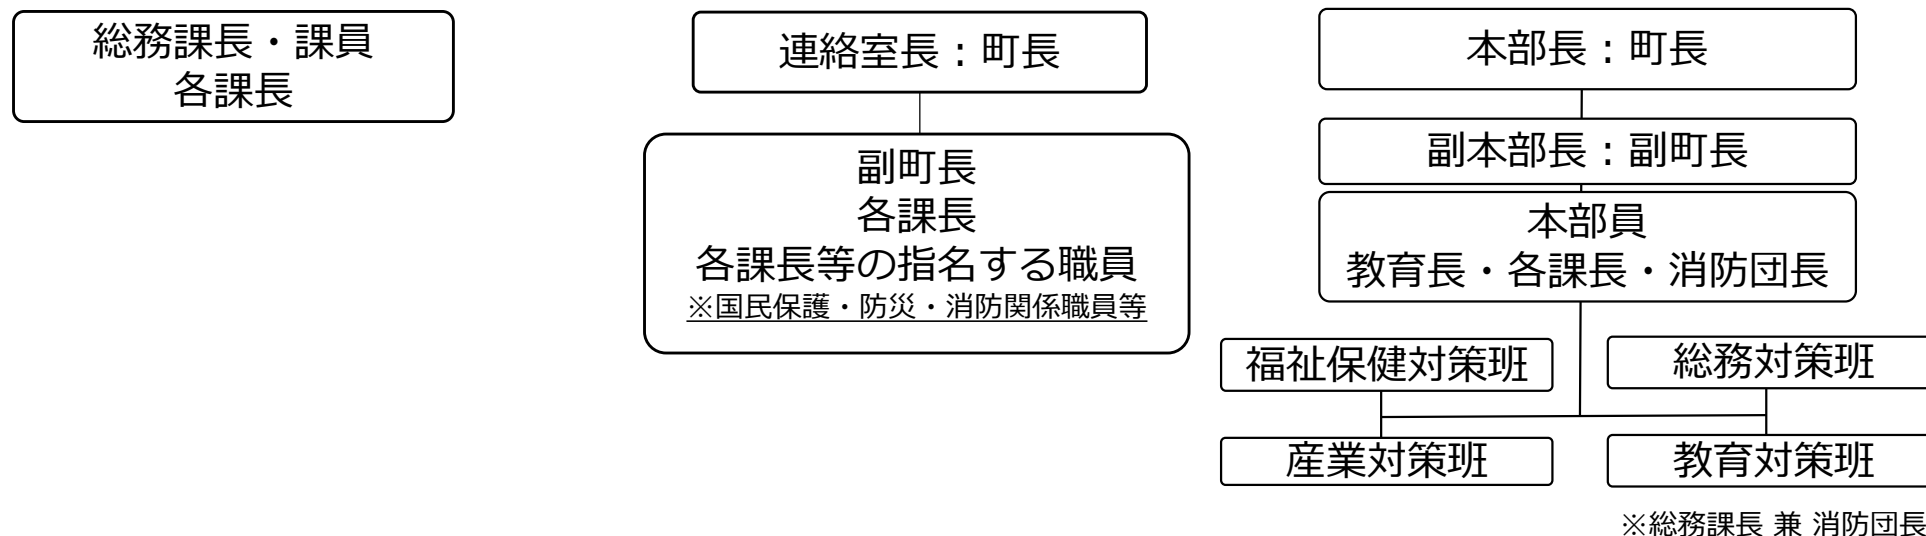 総務課長・課員
各課長
連絡室長：町長
副町長
各課長
各課長等の指名する職員
※国民保護・防災・消防関係職員等
本部長：町長
副本部長：副町長
本部員
教育長・各課長・消防団長
福祉保健対策班
総務対策班
産業対策班
教育対策班
※総務課長 兼 消防団長